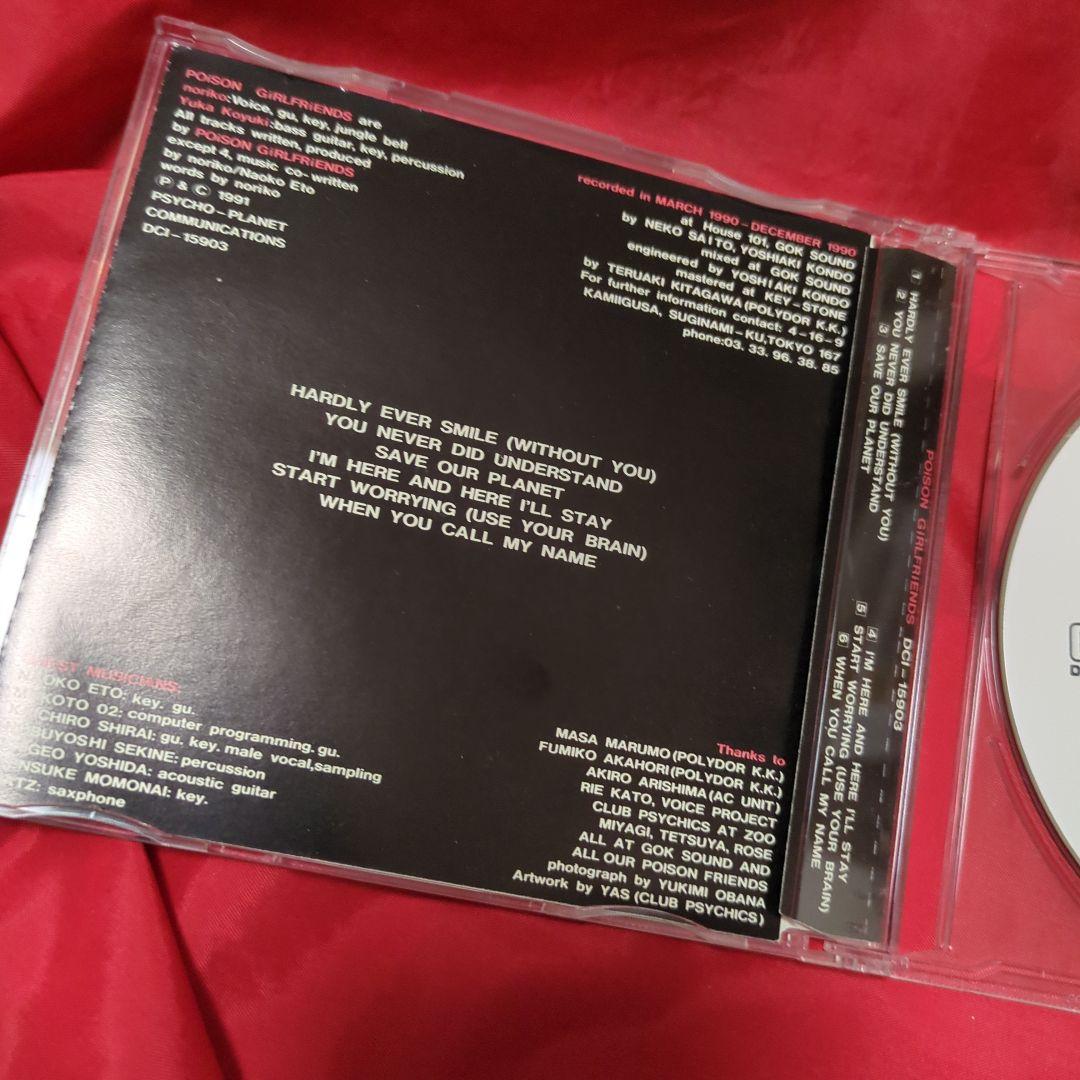 POiSON GiRLFRiENDS are
noriko:Voice, gu, key, jungle bell
Yuka Koyuki:bass guitar, key, percussion
All tracks written, produced
by POiSON GiRLFRiENDS
except 4, music co-written
by noriko/Naoko Eto
words by noriko
Ⓟ & Ⓒ 1991
PSYCHO-PLANET
COMMUNICATIONS
DCI-15903
recorded in MARCH 1990-DECEMBER 1990
at House 101, GOK SOUND
by NEKO SAITO, YOSHIAKI KONDO
mixed at GOK SOUND
engineered by YOSHIAKI KONDO
mastered at KEY-STONE
by TERUAKI KITAGAWA (POLYDOR K.K.)
For further information contact: 4-16-9
KAMIIGUSA, SUGINAMI-KU, TOKYO 167
phone:03. 33. 96. 38. 85
HARDLY EVER SMILE (WITHOUT YOU)
YOU NEVER DID UNDERSTAND
SAVE OUR PLANET
I'M HERE AND HERE I'LL STAY
START WORRYING (USE YOUR BRAIN)
WHEN YOU CALL MY NAME
MUSICIANS:
ETO: key. gu.
02: computer programming. gu.
SHIRAI: gu. key. male vocal, sampling
SEKINE: percussion
YOSHIDA: acoustic guitar
MOMONAI: key.
saxphone
Thanks to
MASA MARUMO (POLYDOR K.K.)
FUMIKO AKAHORI (POLYDOR K.K.)
AKIRO ARISHIMA (AC UNIT)
RIE KATO, VOICE PROJECT
CLUB PSYCHICS AT ZOO
MIYAGI, TETSUYA, ROSE
ALL AT GOK SOUND AND
ALL OUR POISON FRIENDS
photograph by YUKIMI OBANA
Artwork by YAS (CLUB PSYCHICS)
POiSON GiRLFRiENDS DCI-15903
1 HARDLY EVER SMILE (WITHOUT YOU)
2 YOU NEVER DID UNDERSTAND
3 SAVE OUR PLANET
4 I'M HERE AND HERE I'LL STAY
5 START WORRYING (USE YOUR BRAIN)
6 WHEN YOU CALL MY NAME